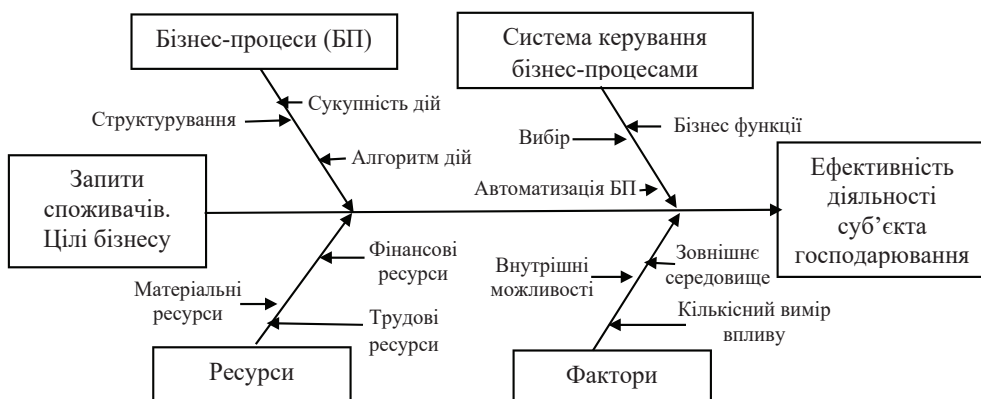 Бізнес-процеси (БП)
Система керування
бізнес-процесами
Сукупність дій
Структурування
Алгоритм дій
Бізнес функції
Вибір
Автоматизація БП
Запити
споживачів.
Цілі бізнесу
Ефективність
діяльності
суб’єкта
господарювання
Фінансові
ресурси
Матеріальні
ресурси
Трудові
ресурси
Зовнішнє
середовище
Внутрішні
можливості
Кількісний вимір
впливу
Ресурси
Фактори